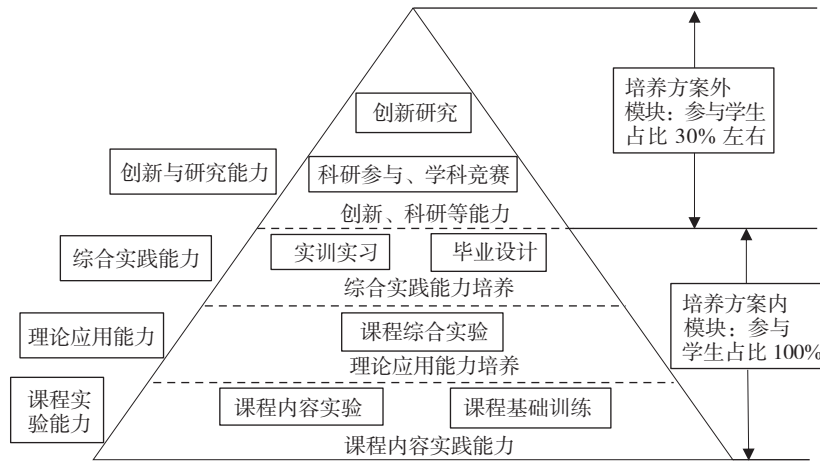 创新研究
培养方案外
模块：参与学生
占比 30% 左右
创新与研究能力
科研参与、学科竞赛
创新、科研等能力
综合实践能力
实训实习
毕业设计
综合实践能力培养
培养方案内
模块：参与
学生占比 100%
理论应用能力
课程综合实验
理论应用能力培养
课程实
验能力
课程内容实验
课程基础训练
课程内容实践能力